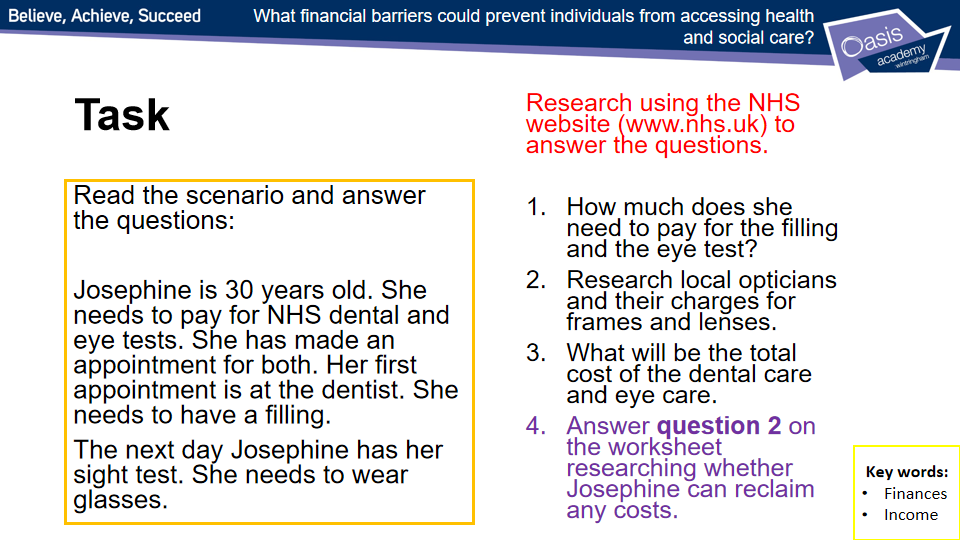 Believe, Achieve, Succeed
What financial barriers could prevent individuals from accessing health
and social care?
Oasis
academy
wintringham
Task
Read the scenario and answer
the questions:
Josephine is 30 years old. She
needs to pay for NHS dental and
eye tests. She has made an
appointment for both. Her first
appointment is at the dentist. She
needs to have a filling.
The next day Josephine has her
sight test. She needs to wear
glasses.
Research using the NHS
website (www.nhs.uk) to
answer the questions.
1. How much does she
need to pay for the filling
and the eye test?
2. Research local opticians
and their charges for
frames and lenses.
3. What will be the total
cost of the dental care
and eye care.
4. Answer question 2 on
the worksheet
researching whether
Josephine can reclaim
any costs.
Key words:
• Finances
• Income